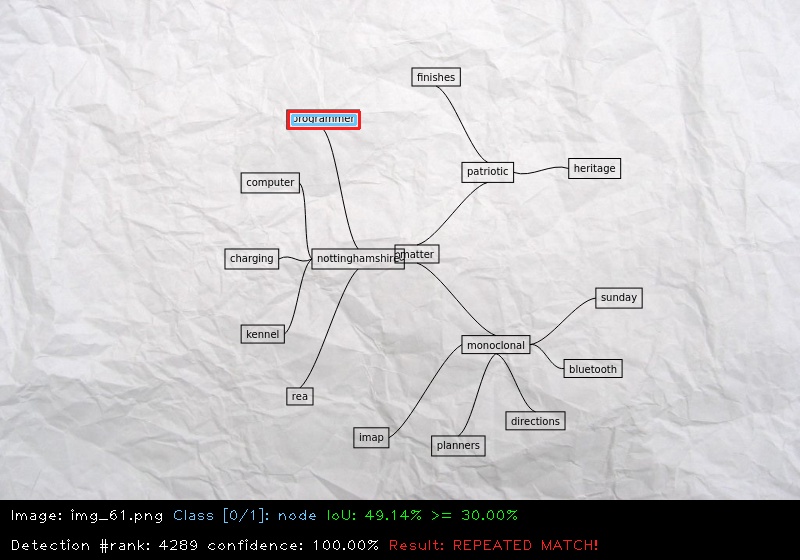 finishes
programmer
patriotic
heritage
computer
matter
nottinghamshire
charging
sunday
kennel
monoclonal
bluetooth
rea
directions
imap
planners
Image: img_61.png Class [0/1]: node IoU: 49.14% >= 30.00%
Detection #rank: 4289 confidence: 100.00% Result: REPEATED MATCH!